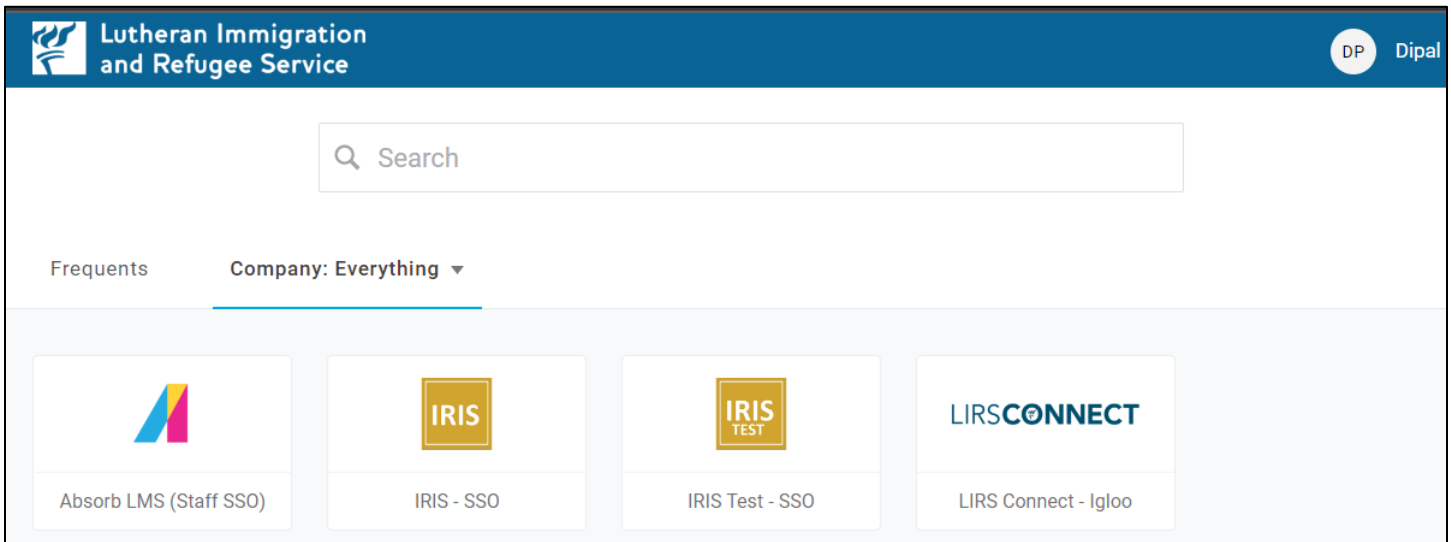 Lutheran Immigration
and Refugee Service
DP Dipal
Search
Frequents Company: Everything
IRIS
IRIS
TEST
LIRSCONNECT
Absorb LMS (Staff SSO) IRIS - SSO IRIS Test - SSO LIRS Connect - Igloo